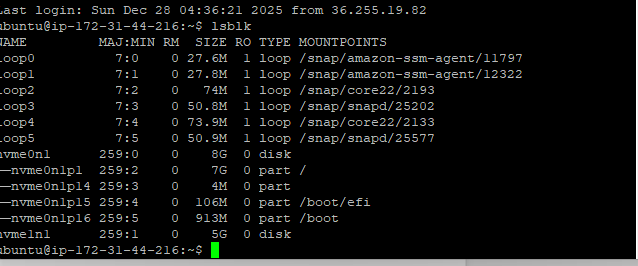 Last login: Sun Dec 28 04:36:21 2025 from 36.255.19.82
ubuntu@ip-172-31-44-216:~$ lsblk
NAME MAJ:MIN RM SIZE RO TYPE MOUNTPOINTS
loop0 7:0 0 27.6M 1 loop /snap/amazon-ssm-agent/11797
loop1 7:1 0 27.8M 1 loop /snap/amazon-ssm-agent/12322
loop2 7:2 0 74M 1 loop /snap/core22/2193
loop3 7:3 0 50.8M 1 loop /snap/snapd/25202
loop4 7:4 0 73.9M 1 loop /snap/core22/2133
loop5 7:5 0 50.9M 1 loop /snap/snapd/25577
nvme0n1 259:0 0 8G 0 disk
─nvme0n1p1 259:2 0 7G 0 part /
─nvme0n1p14 259:3 0 4M 0 part
─nvme0n1p15 259:4 0 106M 0 part /boot/efi
─nvme0n1p16 259:5 0 913M 0 part /boot
nvme1n1 259:1 0 5G 0 disk
ubuntu@ip-172-31-44-216:~$